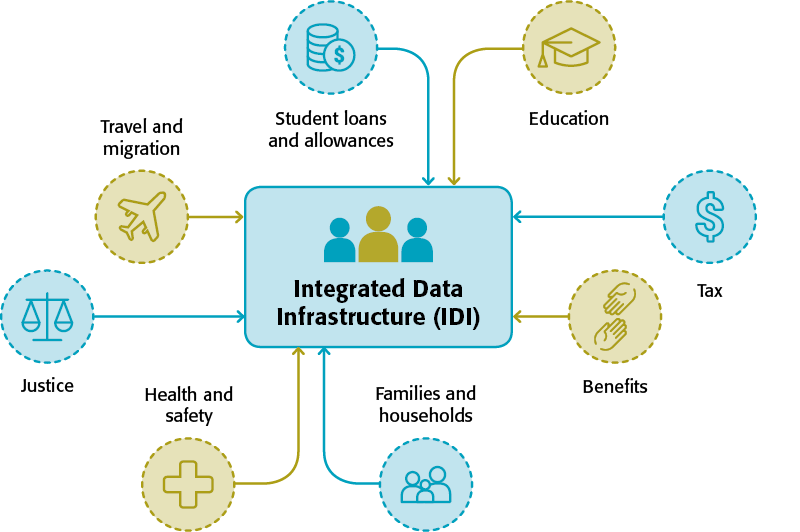 Student loans
and allowances
Education
Travel and
migration
Integrated Data
Infrastructure (IDI)
Tax
Justice
Benefits
Health and
safety
Families and
households